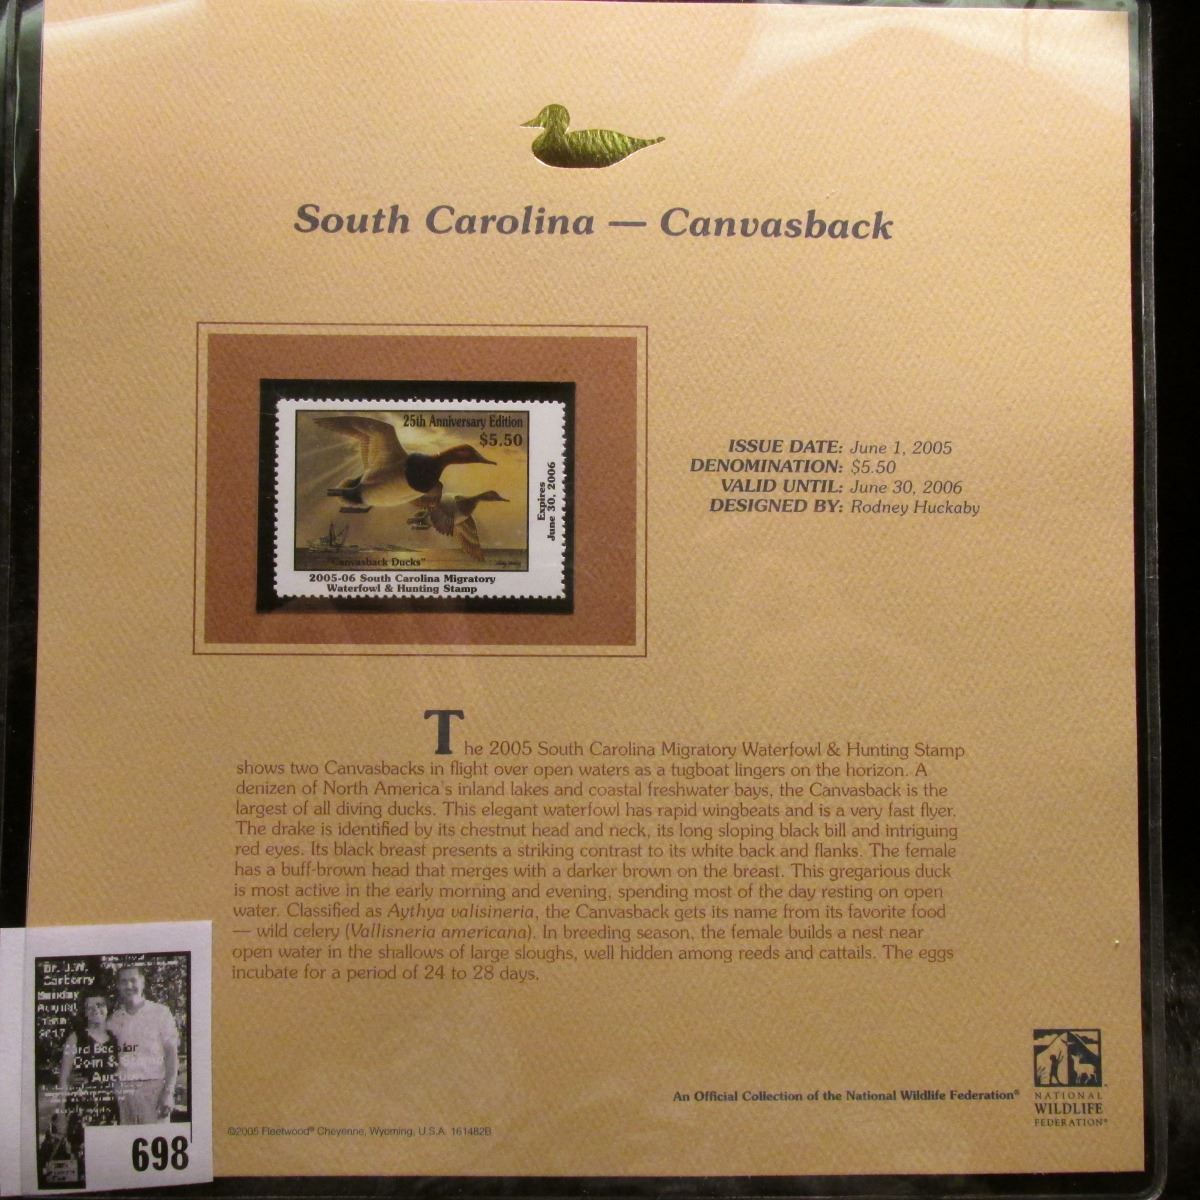 South Carolina — Canvasback
25th Anniversary Edition
$5.50
Expires
June 30, 2006
"Canvasback Ducks"
2005-06 South Carolina Migratory
Waterfowl & Hunting Stamp
ISSUE DATE: June 1, 2005
DENOMINATION: $5.50
VALID UNTIL: June 30, 2006
DESIGNED BY: Rodney Huckaby
The 2005 South Carolina Migratory Waterfowl & Hunting Stamp
shows two Canvasbacks in flight over open waters as a tugboat lingers on the horizon. A
denizen of North America's inland lakes and coastal freshwater bays, the Canvasback is the
largest of all diving ducks. This elegant waterfowl has rapid wingbeats and is a very fast flyer.
The drake is identified by its chestnut head and neck, its long sloping black bill and intriguing
red eyes. Its black breast presents a striking contrast to its white back and flanks. The female
has a buff-brown head that merges with a darker brown on the breast. This gregarious duck
is most active in the early morning and evening, spending most of the day resting on open
water. Classified as Aythya valisineria, the Canvasback gets its name from its favorite food
— wild celery (Vallisneria americana). In breeding season, the female builds a nest near
open water in the shallows of large sloughs, well hidden among reeds and cattails. The eggs
incubate for a period of 24 to 28 days.
An Official Collection of the National Wildlife Federation®
NATIONAL
WILDLIFE
FEDERATION®
©2005 Fleetwood® Cheyenne, Wyoming, U.S.A. 161482B
Dr. J.W.
Carberry
Sunday
2017
Coin &
698